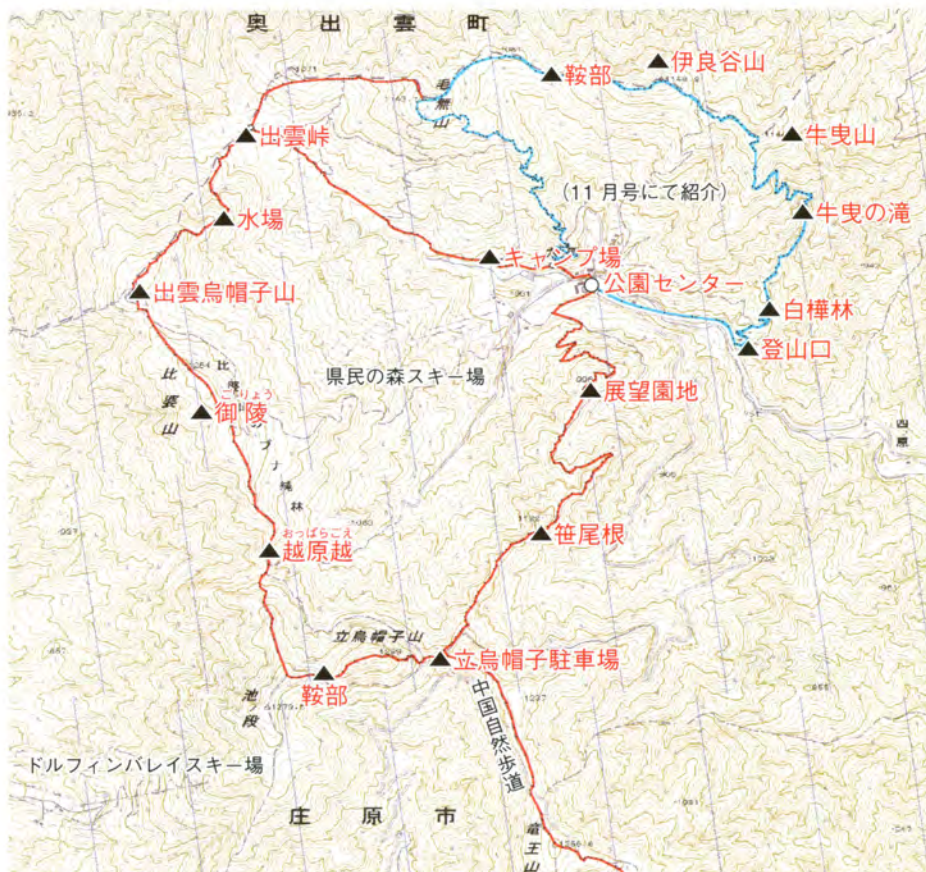 奥出雲町
鞍部
伊良谷山
毛無山
出雲峠
牛曳山
(11月号にて紹介)
牛曳の滝
水場
キャンプ場
公園センター
出雲烏帽子山
白樺林
登山口
比婆山
県民の森スキー場
展望園地
ごりょう
御陵
四原
おっぱらごえ
越原越
笹尾根
立烏帽子山
立烏帽子駐車場
鞍部
池ノ段
中国自然歩道
ドルフィンバレイスキー場
庄原市
竜王山